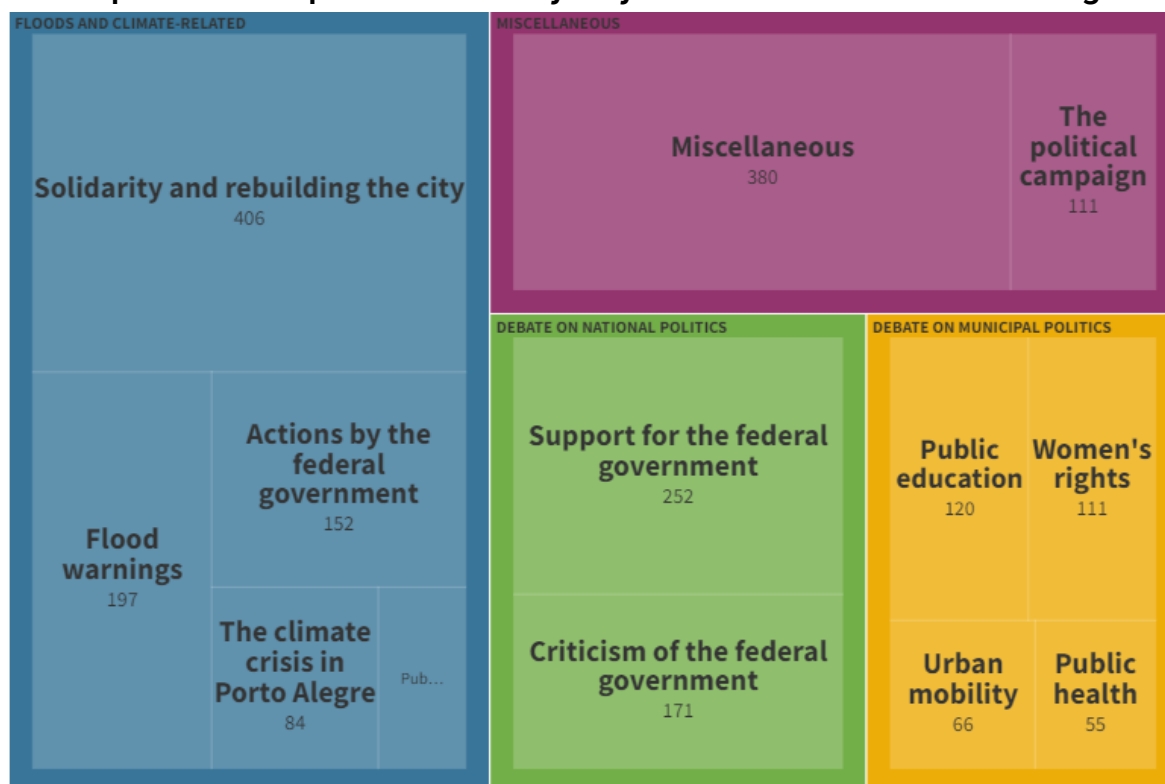 FLOODS AND CLIMATE-RELATED
Solidarity and rebuilding the city
406
Flood
warnings
197
Actions by the
federal
government
152
The climate
crisis in
Porto Alegre
84
Pub...
MISCELLANEOUS
Miscellaneous
380
The
political
campaign
111
DEBATE ON NATIONAL POLITICS
Support for the federal
government
252
Criticism of the federal
government
171
DEBATE ON MUNICIPAL POLITICS
Public
education
120
Women's
rights
111
Urban
mobility
66
Public
health
55